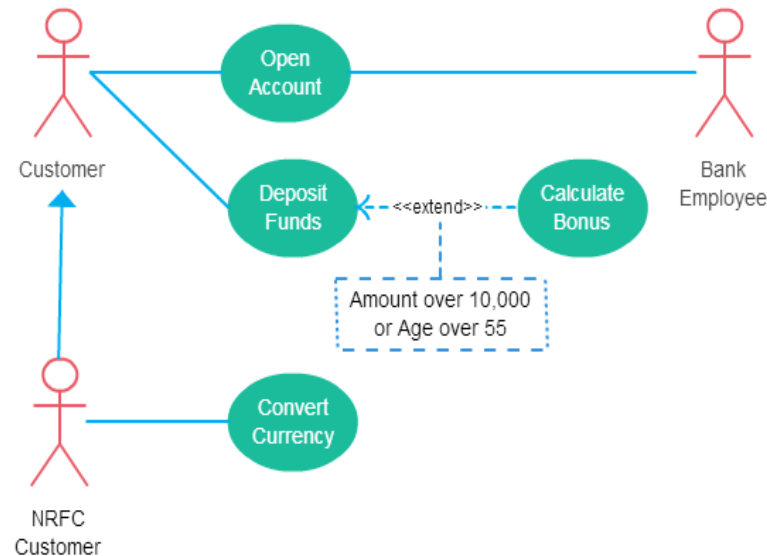 Open
Account
Customer
Bank
Employee
Deposit
Funds
<<extend>>
Calculate
Bonus
Amount over 10,000
or Age over 55
Convert
Currency
NRFC
Customer